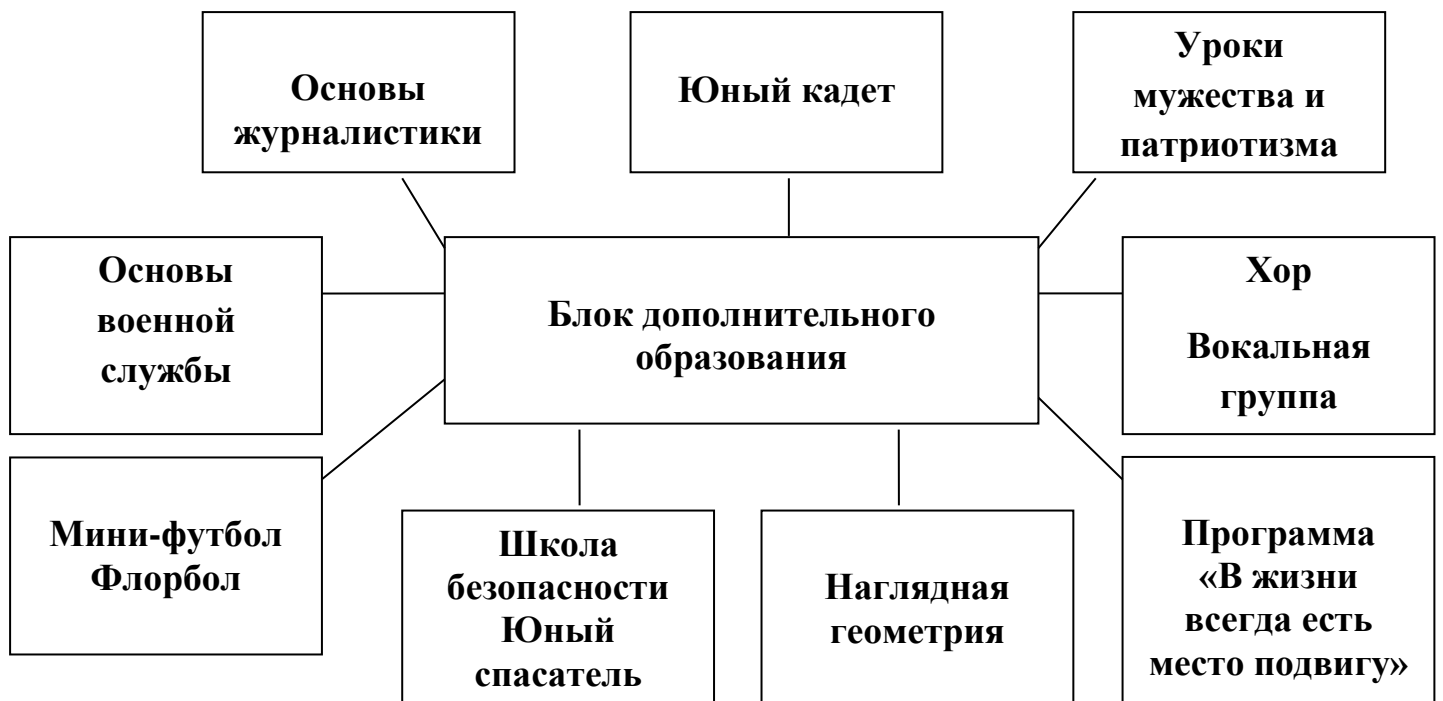 Основы
журналистики
Юный кадет
Уроки
мужества и
патриотизма
Основы
военной
службы
Блок дополнительного
образования
Хор
Вокальная
группа
Мини-футбол
Флорбол
Школа
безопасности
Юный
спасатель
Наглядная
геометрия
Программа
«В жизни
всегда есть
место подвигу»